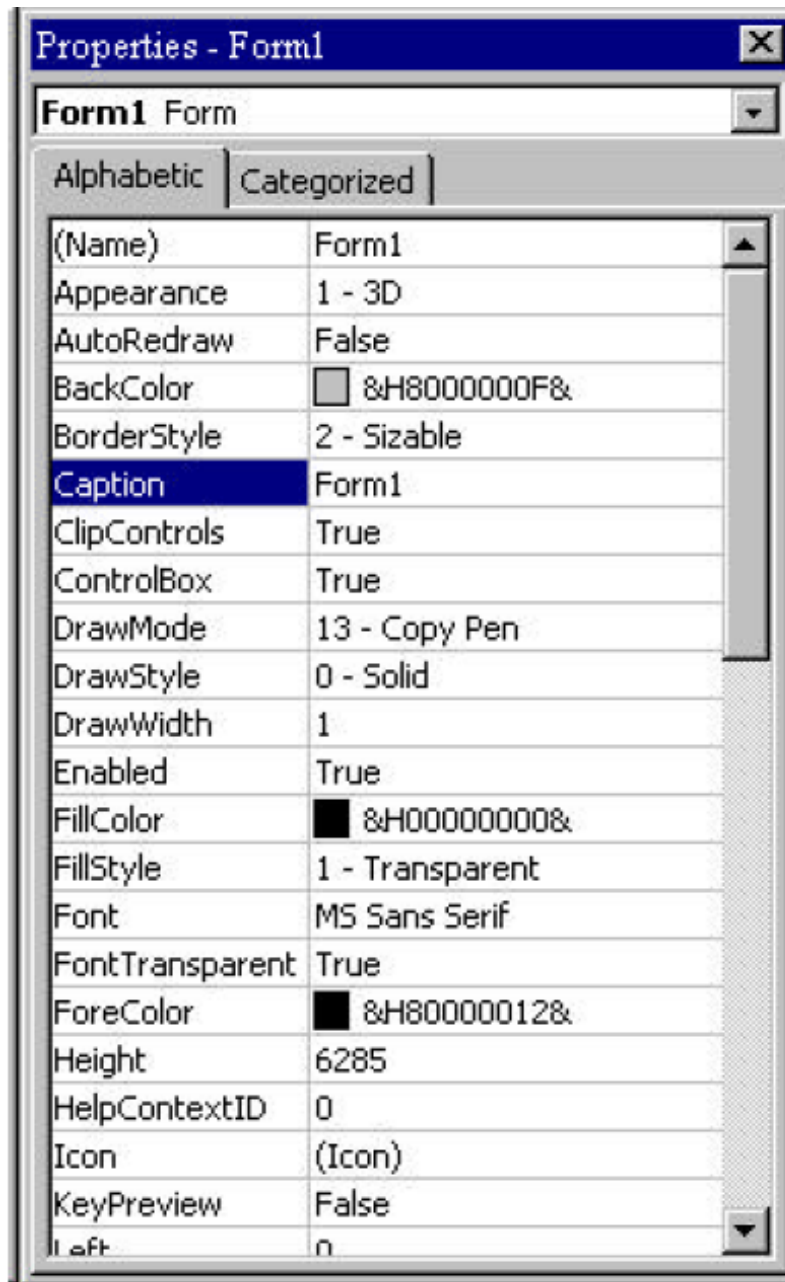 Properties - Form1
Form1 Form
Alphabetic Categorized
(Name) Form1
Appearance 1 - 3D
AutoRedraw False
BackColor &H8000000F&
BorderStyle 2 - Sizable
Caption Form1
ClipControls True
ControlBox True
DrawMode 13 - Copy Pen
DrawStyle 0 - Solid
DrawWidth 1
Enabled True
FillColor &H00000000&
FillStyle 1 - Transparent
Font MS Sans Serif
FontTransparent True
ForeColor &H80000012&
Height 6285
HelpContextID 0
Icon (Icon)
KeyPreview False
Left 0